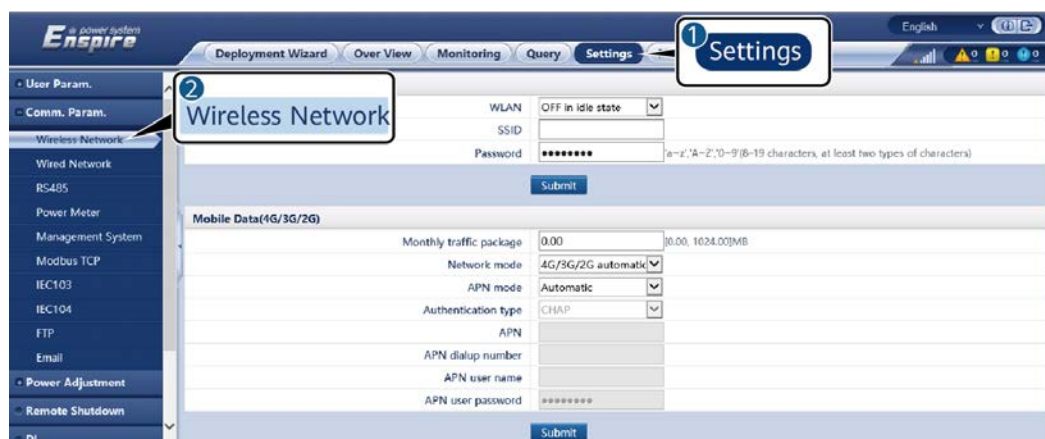 e power system
Enspire
English
Deployment Wizard Over View Monitoring Query Settings
1 Settings
0 0 0
User Param.
Comm. Param.
2 Wireless Network
Wireless Network
Wired Network
RS485
Power Meter
Management System
Modbus TCP
IEC103
IEC104
FTP
Email
Power Adjustment
Remote Shutdown
DI
WLAN OFF in idle state
SSID
Password •••••••• 'a~z','A~Z','0~9'(8-19 characters, at least two types of characters)
Submit
Mobile Data(4G/3G/2G)
Monthly traffic package 0.00 [0.00, 1024.00]MB
Network mode 4G/3G/2G automatic
APN mode Automatic
Authentication type CHAP
APN
APN dialup number
APN user name
APN user password ••••••••
Submit